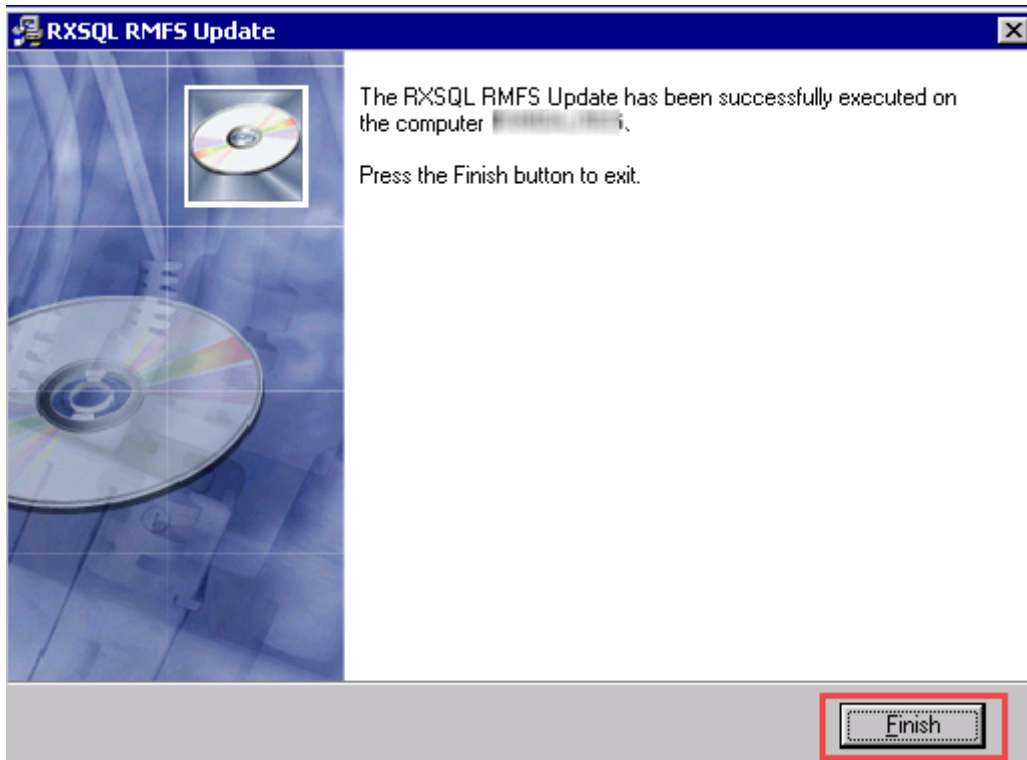 RXSQL RMFS Update
The RXSQL RMFS Update has been successfully executed on
the computer .
Press the Finish button to exit.
Finish